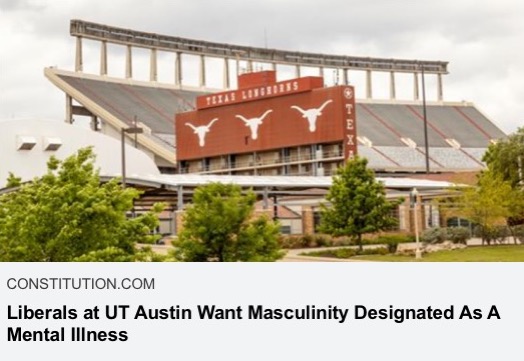 TEXAS LONGHORNS
TEXAS
CONSTITUTION.COM
Liberals at UT Austin Want Masculinity Designated As A
Mental Illness